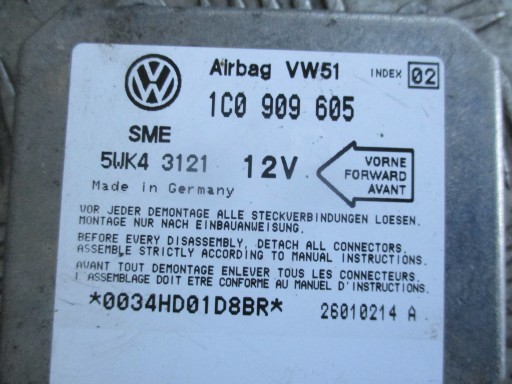 Airbag VW51 INDEX 02
1C0 909 605
SME
5WK4 3121 12V
VORNE
FORWARD
AVANT
Made in Germany
VOR JEDER DEMONTAGE ALLE STECKVERBINDUNGEN LOESEN.
MONTAGE NUR NACH EINBAUANWEISUNG.
BEFORE EVERY DISASSEMBLY, DETACH ALL CONNECTORS.
ASSEMBLE STRICTLY ACCORDING TO MANUAL INSTRUCTIONS.
AVANT TOUT DEMONTAGE ENLEVER TOUS LES CONNECTEURS.
L'ASSEMBLAGE DOIT ETRE CONFORME AU MANUEL D'INSTRUCTIONS.
*0034HD01D8BR* 26010214 A